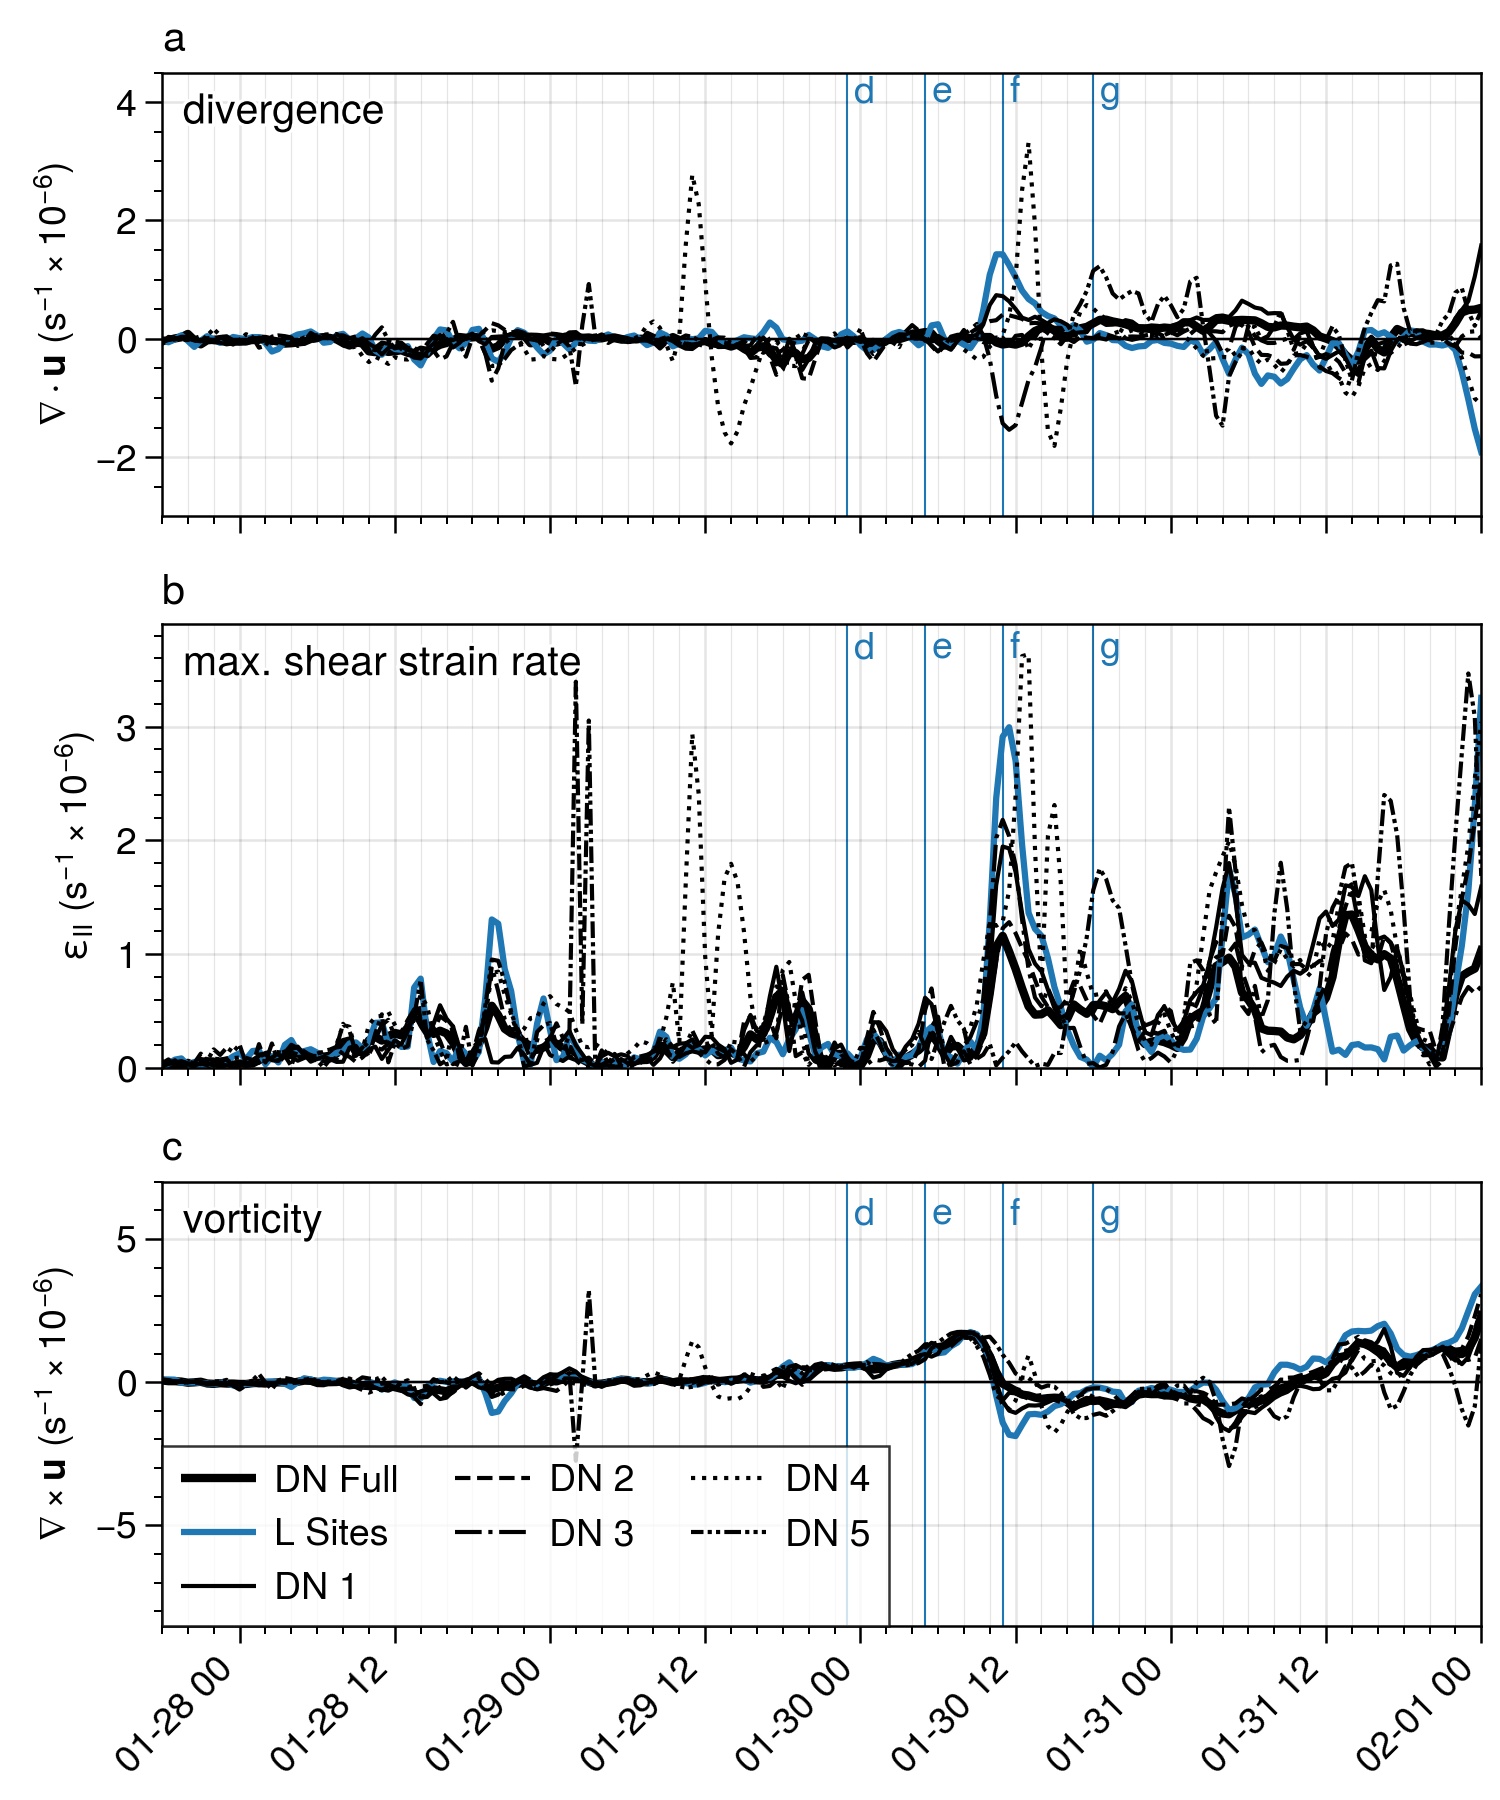 a
divergence
d e f g
4
2
0
−2
∇ · u (s⁻¹ × 10⁻⁶)
b
max. shear strain rate
d e f g
3
2
1
0
ε_II (s⁻¹ × 10⁻⁶)
c
vorticity
d e f g
5
0
−5
∇ × u (s⁻¹ × 10⁻⁶)
DN Full DN 2 DN 4
L Sites DN 3 DN 5
DN 1
01-28 00 01-28 12 01-29 00 01-29 12 01-30 00 01-30 12 01-31 00 01-31 12 02-01 00